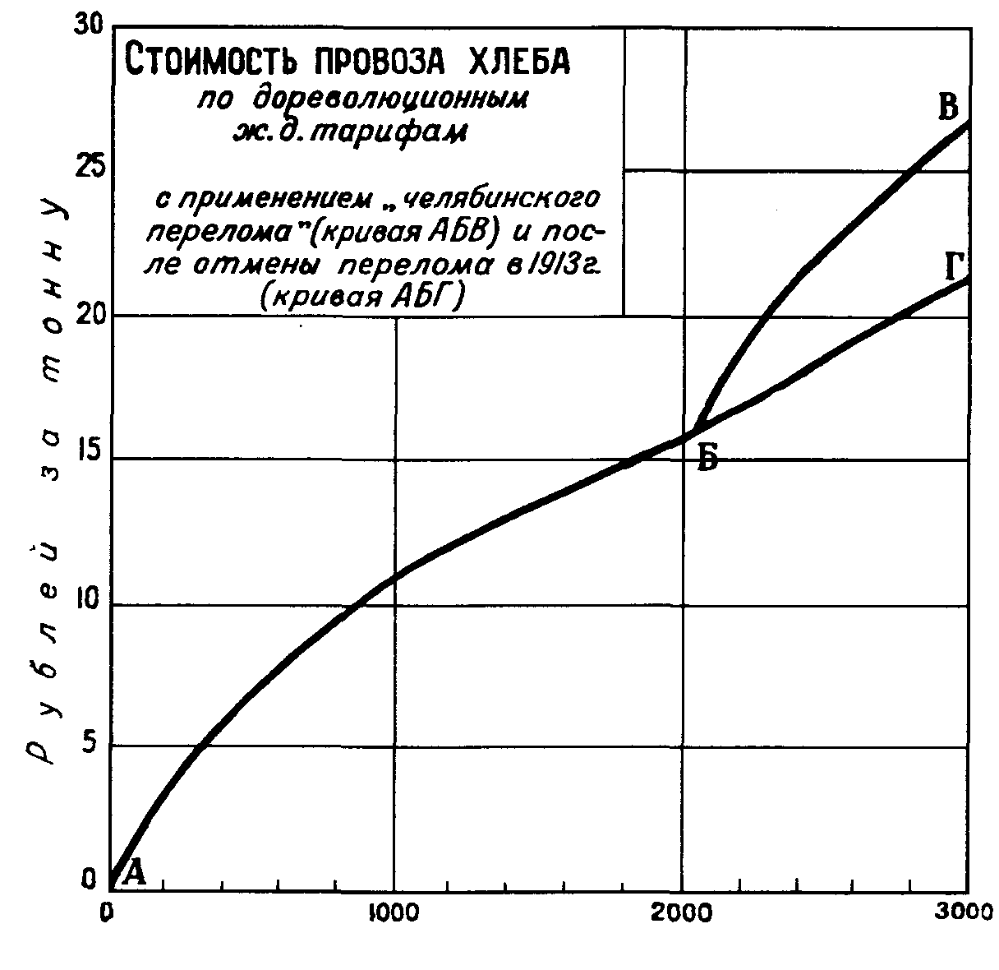 30
СТОИМОСТЬ ПРОВОЗА ХЛЕБА
по дореволюционным
ж.д. тарифам
с применением „челябинского
перелома" (кривая АБВ) и пос-
ле отмены перелома в 1913г.
(кривая АБГ)
25
20
15
10
5
0
Рублей за тонну
В
Г
Б
А
0 1000 2000 3000